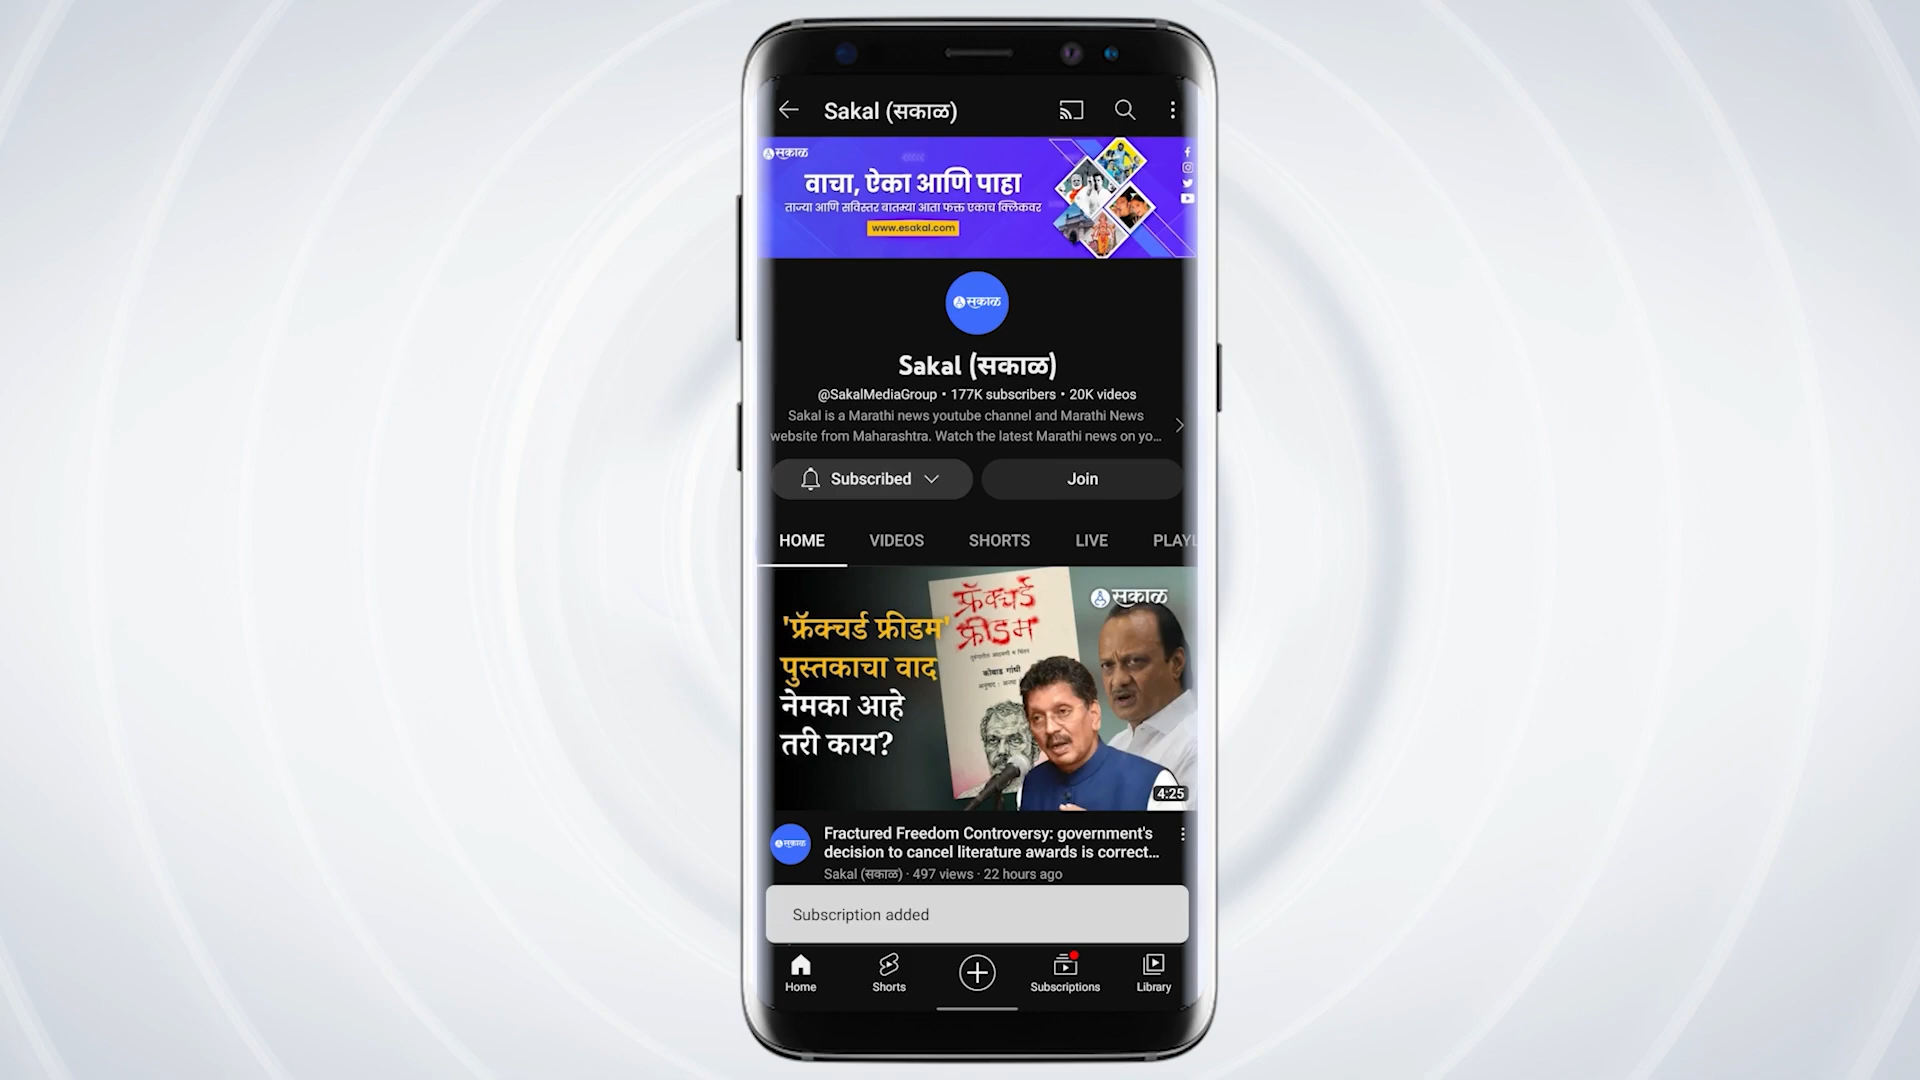 Sakal (सकाळ)
सकाळ
वाचा, ऐका आणि पाहा
ताज्या आणि सविस्तर बातम्या आता फक्त एकाच क्लिकवर
www.esakal.com
सकाळ
Sakal (सकाळ)
@SakalMediaGroup • 177K subscribers • 20K videos
Sakal is a Marathi news youtube channel and Marathi News
website from Maharashtra. Watch the latest Marathi news on yo...
Subscribed
Join
HOME VIDEOS SHORTS LIVE PLAYL
फ्रॅक्चर्ड
फ्रीडम
कोबाड गांधी
सकाळ
'फ्रॅक्चर्ड फ्रीडम'
पुस्तकाचा वाद
नेमका आहे
तरी काय?
4:25
सकाळ
Fractured Freedom Controversy: government's
decision to cancel literature awards is correct...
Sakal (सकाळ) · 497 views · 22 hours ago
Subscription added
Home Shorts Subscriptions Library